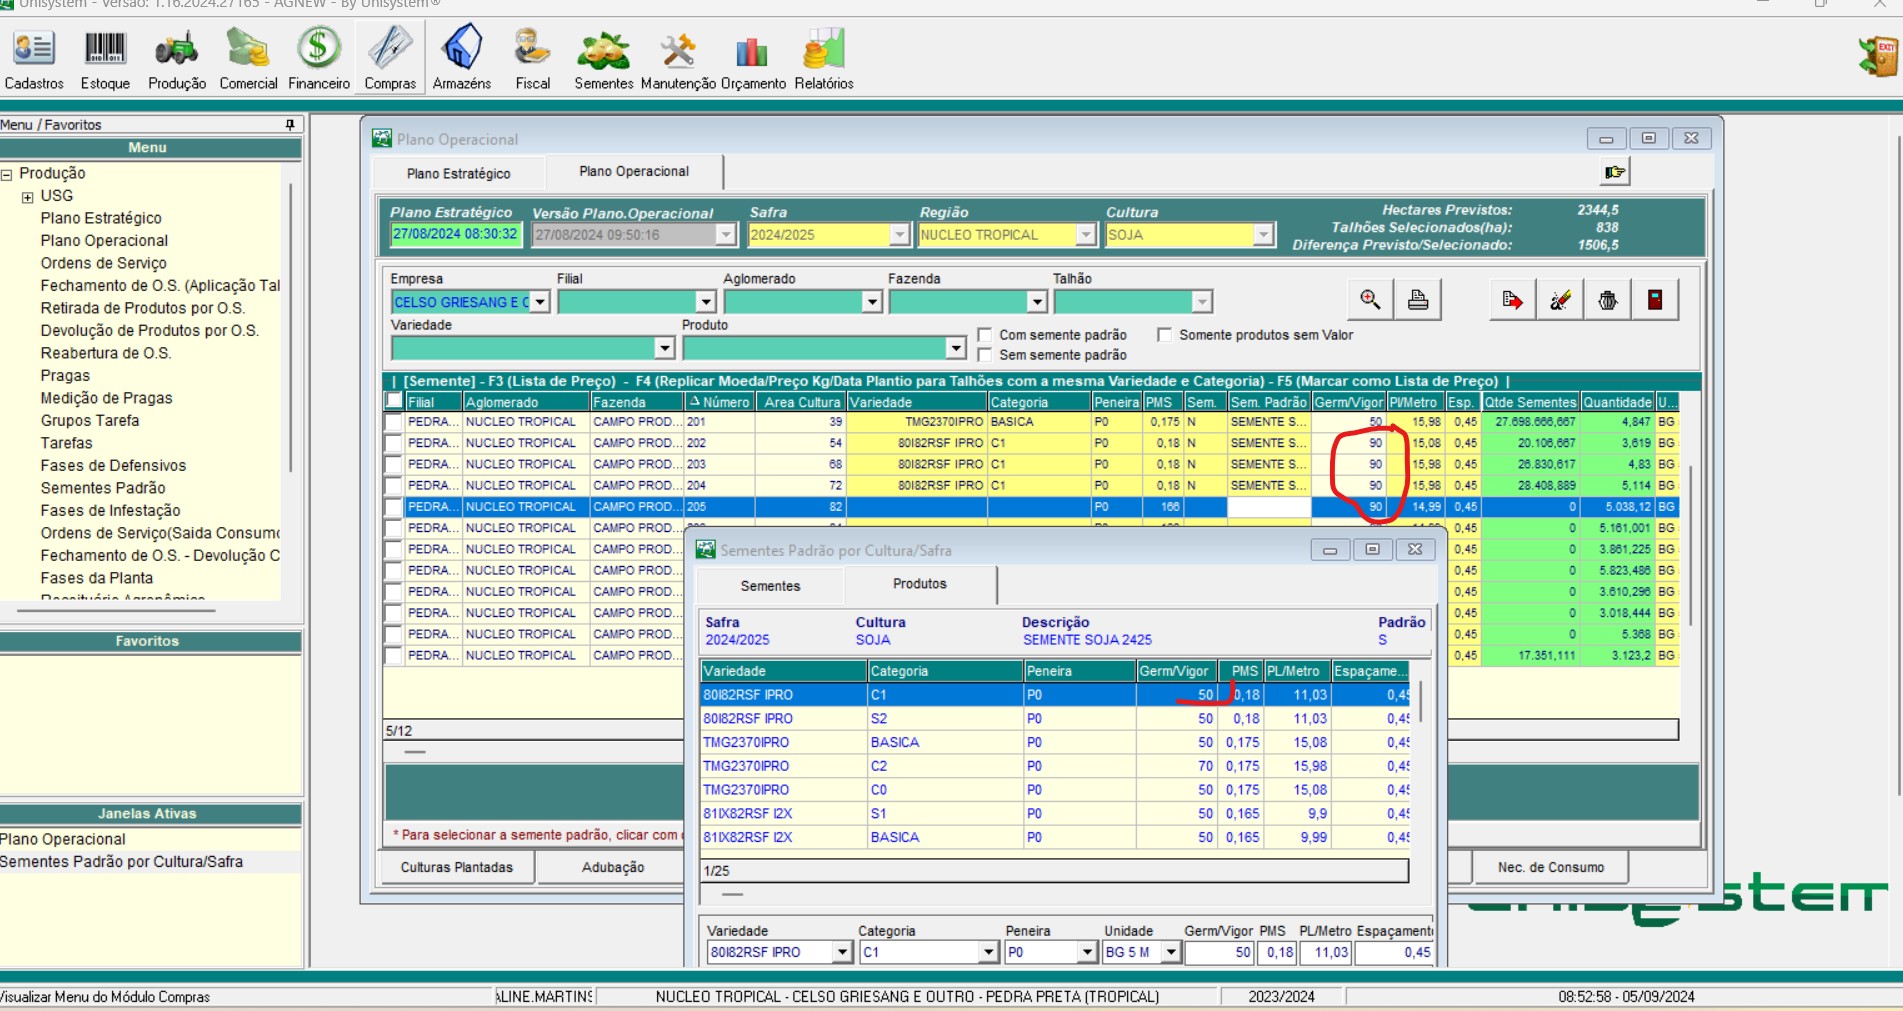 Unisystem - Versão: 1.16.2024.27165 - AGNEW - By Unisystem®
Cadastros Estoque Produção Comercial Financeiro Compras Armazéns Fiscal Sementes Manutenção Orçamento Relatórios
EXIT
Menu / Favoritos
Menu
Produção
USG
Plano Estratégico
Plano Operacional
Ordens de Serviço
Fechamento de O.S. (Aplicação Tal
Retirada de Produtos por O.S.
Devolução de Produtos por O.S.
Reabertura de O.S.
Pragas
Medição de Pragas
Grupos Tarefa
Tarefas
Fases de Defensivos
Sementes Padrão
Fases de Infestação
Ordens de Serviço(Saida Consumo
Fechamento de O.S. - Devolução C
Fases da Planta
Receituário Agronômico
Favoritos
Janelas Ativas
Plano Operacional
Sementes Padrão por Cultura/Safra
Plano Operacional
Plano Estratégico Plano Operacional
Plano Estratégico Versão Plano.Operacional Safra Região Cultura
27/08/2024 08:30:32 27/08/2024 09:50:16 2024/2025 NUCLEO TROPICAL SOJA
Hectares Previstos: 2344,5
Talhões Selecionados(ha): 838
Diferença Previsto/Selecionado: 1506,5
Empresa Filial Aglomerado Fazenda Talhão
CELSO GRIESANG E C
Variedade Produto
Com semente padrão Somente produtos sem Valor
Sem semente padrão
| [Semente] - F3 (Lista de Preço) - F4 (Replicar Moeda/Preço Kg/Data Plantio para Talhões com a mesma Variedade e Categoria) - F5 (Marcar como Lista de Preço) |
Filial Aglomerado Fazenda Número Area Cultura Variedade Categoria Peneira PMS Sem. Sem. Padrão Germ/Vigor Pl/Metro Esp. Qtde Sementes Quantidade U...
PEDRA... NUCLEO TROPICAL CAMPO PROD... 201 39 TMG2370IPRO BASICA P0 0,175 N SEMENTE S... 50 15,98 0,45 27.698.666,667 4,847 BG
PEDRA... NUCLEO TROPICAL CAMPO PROD... 202 54 80I82RSF IPRO C1 P0 0,18 N SEMENTE S... 90 15,08 0,45 20.106,667 3,619 BG
PEDRA... NUCLEO TROPICAL CAMPO PROD... 203 68 80I82RSF IPRO C1 P0 0,18 N SEMENTE S... 90 15,98 0,45 26.830,617 4,83 BG
PEDRA... NUCLEO TROPICAL CAMPO PROD... 204 72 80I82RSF IPRO C1 P0 0,18 N SEMENTE S... 90 15,98 0,45 28.408,889 5,114 BG
PEDRA... NUCLEO TROPICAL CAMPO PROD... 205 82 P0 166 90 14,99 0,45 0 5.038,12 BG
PEDRA... NUCLEO TROPICAL CAMPO PROD... 0,45 0 5.161,001 BG
PEDRA... NUCLEO TROPICAL CAMPO PROD... 0,45 0 3.861,225 BG
PEDRA... NUCLEO TROPICAL CAMPO PROD... 0,45 0 5.823,486 BG
PEDRA... NUCLEO TROPICAL CAMPO PROD... 0,45 0 3.610,296 BG
PEDRA... NUCLEO TROPICAL CAMPO PROD... 0,45 0 3.018,444 BG
PEDRA... NUCLEO TROPICAL CAMPO PROD... 0,45 0 5.368 BG
PEDRA... NUCLEO TROPICAL CAMPO PROD... 0,45 17.351,111 3.123,2 BG
5/12
* Para selecionar a semente padrão, clicar com
Culturas Plantadas Adubação Nec. de Consumo
Sementes Padrão por Cultura/Safra
Sementes Produtos
Safra Cultura Descrição Padrão
2024/2025 SOJA SEMENTE SOJA 2425 S
Variedade Categoria Peneira Germ/Vigor PMS PL/Metro Espaçame...
80I82RSF IPRO C1 P0 50 0,18 11,03 0,45
80I82RSF IPRO S2 P0 50 0,18 11,03 0,45
TMG2370IPRO BASICA P0 50 0,175 15,08 0,45
TMG2370IPRO C2 P0 70 0,175 15,98 0,45
TMG2370IPRO C0 P0 50 0,175 15,08 0,45
81IX82RSF I2X S1 P0 50 0,165 9,9 0,45
81IX82RSF I2X BASICA P0 50 0,165 9,99 0,45
1/25
Variedade Categoria Peneira Unidade Germ/Vigor PMS PL/Metro Espaçament
80I82RSF IPRO C1 P0 BG 5 M 50 0,18 11,03 0,45
unisystem
Visualizar Menu do Módulo Compras ALINE.MARTINS NUCLEO TROPICAL - CELSO GRIESANG E OUTRO - PEDRA PRETA (TROPICAL) 2023/2024 08:52:58 - 05/09/2024